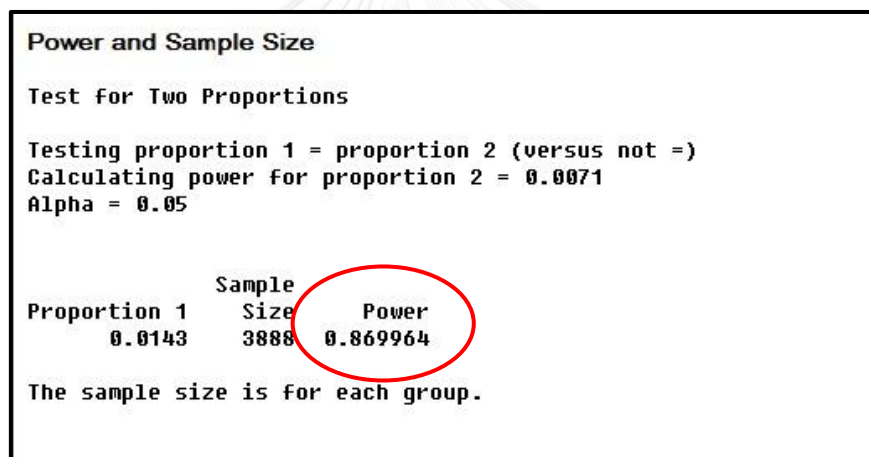 Power and Sample Size
Test for Two Proportions
Testing proportion 1 = proportion 2 (versus not =)
Calculating power for proportion 2 = 0.0071
Alpha = 0.05
Sample
Proportion 1 Size Power
0.0143 3888 0.869964
The sample size is for each group.